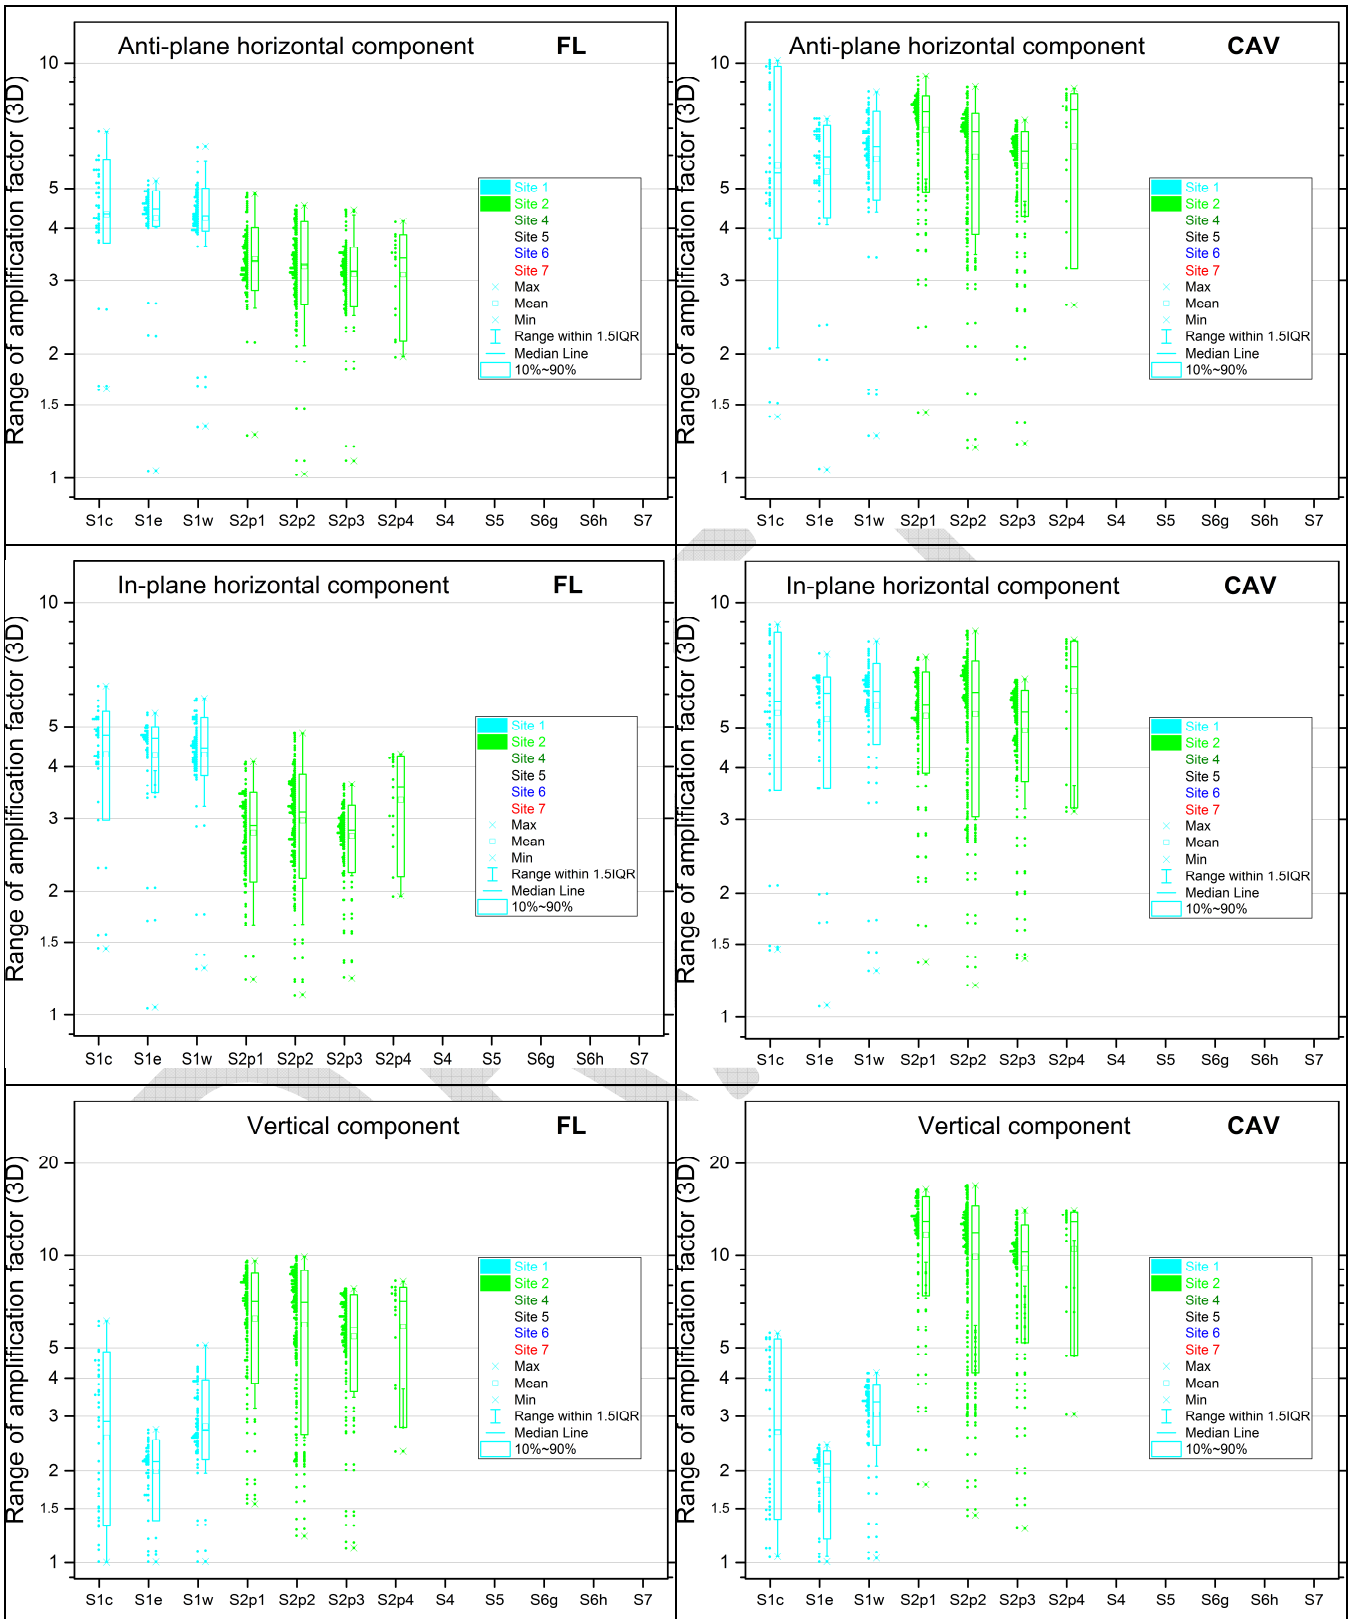 Anti-plane horizontal component FL
Range of amplification factor (3D)
10
5
4
3
2
1.5
1
Site 1
Site 2
Site 4
Site 5
Site 6
Site 7
Max
Mean
Min
Range within 1.5IQR
Median Line
10%~90%
S1c S1e S1w S2p1 S2p2 S2p3 S2p4 S4 S5 S6g S6h S7
Anti-plane horizontal component CAV
Range of amplification factor (3D)
10
5
4
3
2
1.5
1
Site 1
Site 2
Site 4
Site 5
Site 6
Site 7
Max
Mean
Min
Range within 1.5IQR
Median Line
10%~90%
S1c S1e S1w S2p1 S2p2 S2p3 S2p4 S4 S5 S6g S6h S7
In-plane horizontal component FL
Range of amplification factor (3D)
10
5
4
3
2
1.5
1
Site 1
Site 2
Site 4
Site 5
Site 6
Site 7
Max
Mean
Min
Range within 1.5IQR
Median Line
10%~90%
S1c S1e S1w S2p1 S2p2 S2p3 S2p4 S4 S5 S6g S6h S7
In-plane horizontal component CAV
Range of amplification factor (3D)
10
5
4
3
2
1.5
1
Site 1
Site 2
Site 4
Site 5
Site 6
Site 7
Max
Mean
Min
Range within 1.5IQR
Median Line
10%~90%
S1c S1e S1w S2p1 S2p2 S2p3 S2p4 S4 S5 S6g S6h S7
Vertical component FL
Range of amplification factor (3D)
20
10
5
4
3
2
1.5
1
Site 1
Site 2
Site 4
Site 5
Site 6
Site 7
Max
Mean
Min
Range within 1.5IQR
Median Line
10%~90%
S1c S1e S1w S2p1 S2p2 S2p3 S2p4 S4 S5 S6g S6h S7
Vertical component CAV
Range of amplification factor (3D)
20
10
5
4
3
2
1.5
1
Site 1
Site 2
Site 4
Site 5
Site 6
Site 7
Max
Mean
Min
Range within 1.5IQR
Median Line
10%~90%
S1c S1e S1w S2p1 S2p2 S2p3 S2p4 S4 S5 S6g S6h S7